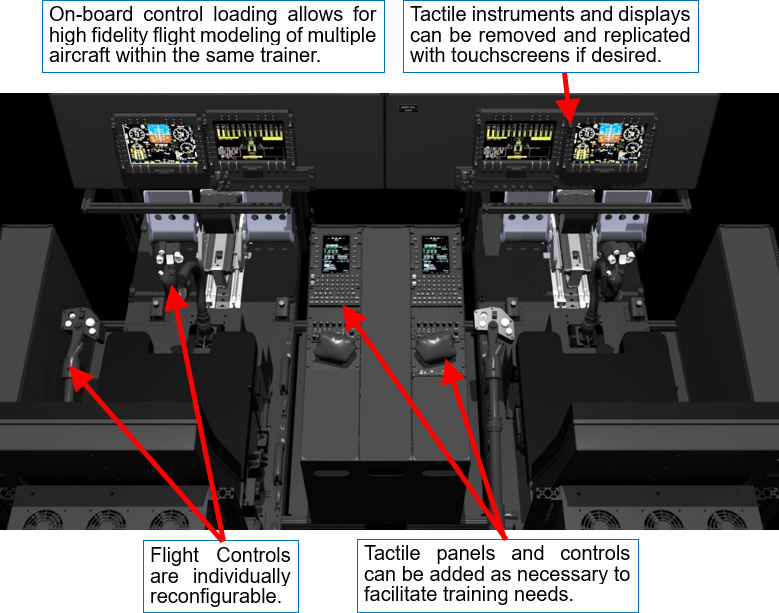 On-board control loading allows for
high fidelity flight modeling of multiple
aircraft within the same trainer.
Tactile instruments and displays
can be removed and replicated
with touchscreens if desired.
Flight Controls
are individually
reconfigurable.
Tactile panels and controls
can be added as necessary to
facilitate training needs.